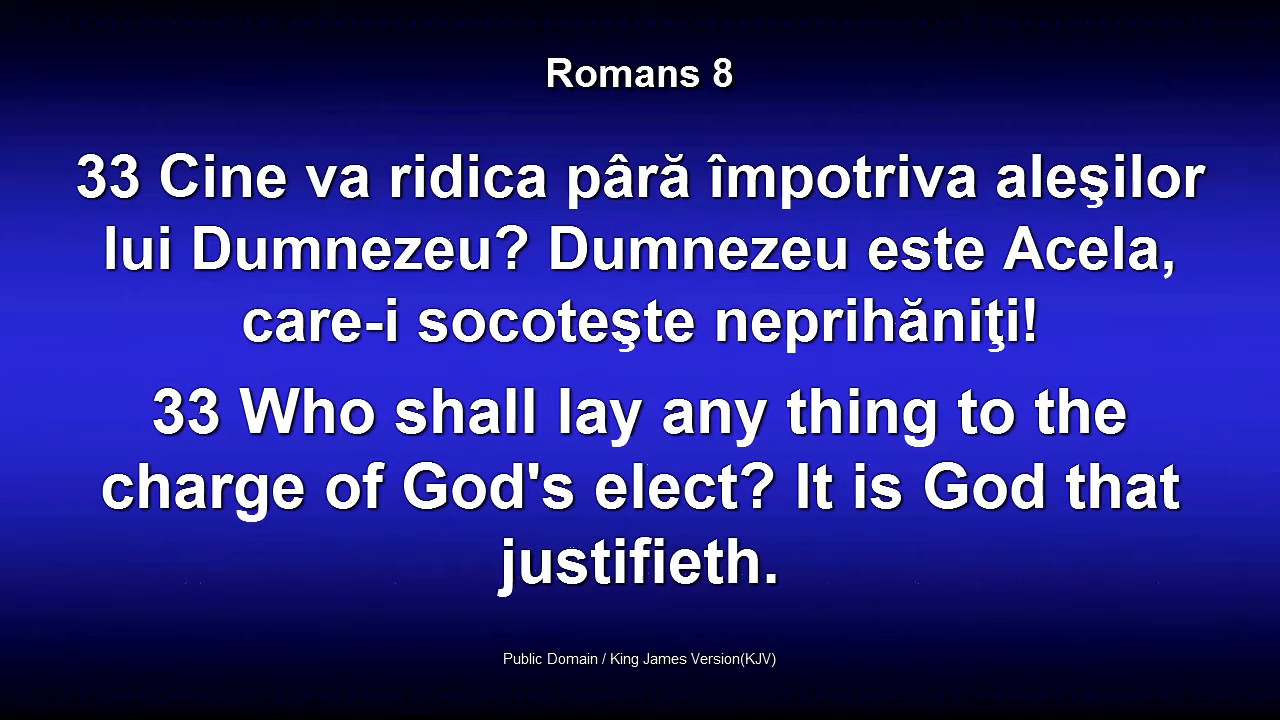 Romans 8
33 Cine va ridica pâră împotriva aleşilor
lui Dumnezeu? Dumnezeu este Acela,
care-i socoteşte neprihăniţi!
33 Who shall lay any thing to the
charge of God's elect? It is God that
justifieth.
Public Domain / King James Version(KJV)